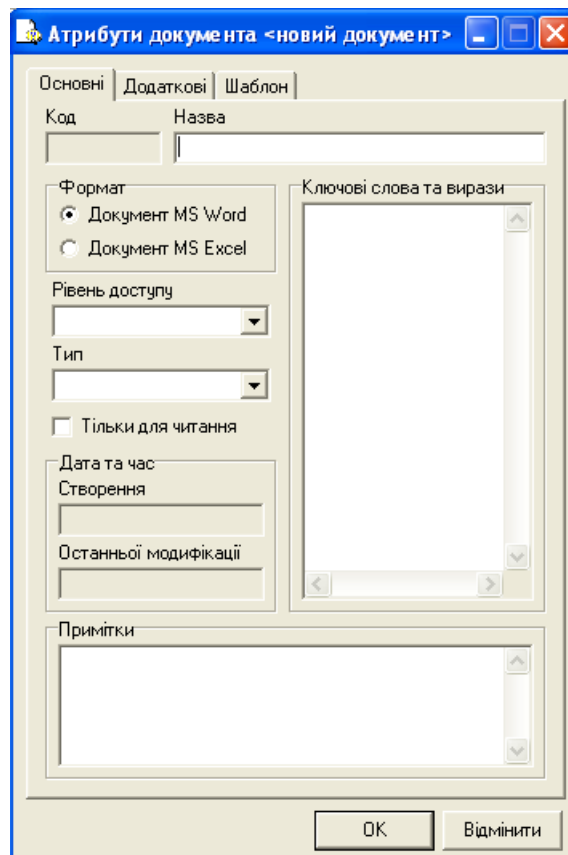 Атрибути документа <новий документ>
Основні Додаткові Шаблон
Код Назва
Формат
Документ MS Word
Документ MS Excel
Ключові слова та вирази
Рівень доступу
Тип
Тільки для читання
Дата та час
Створення
Останньої модифікації
Примітки
OK Відмінити